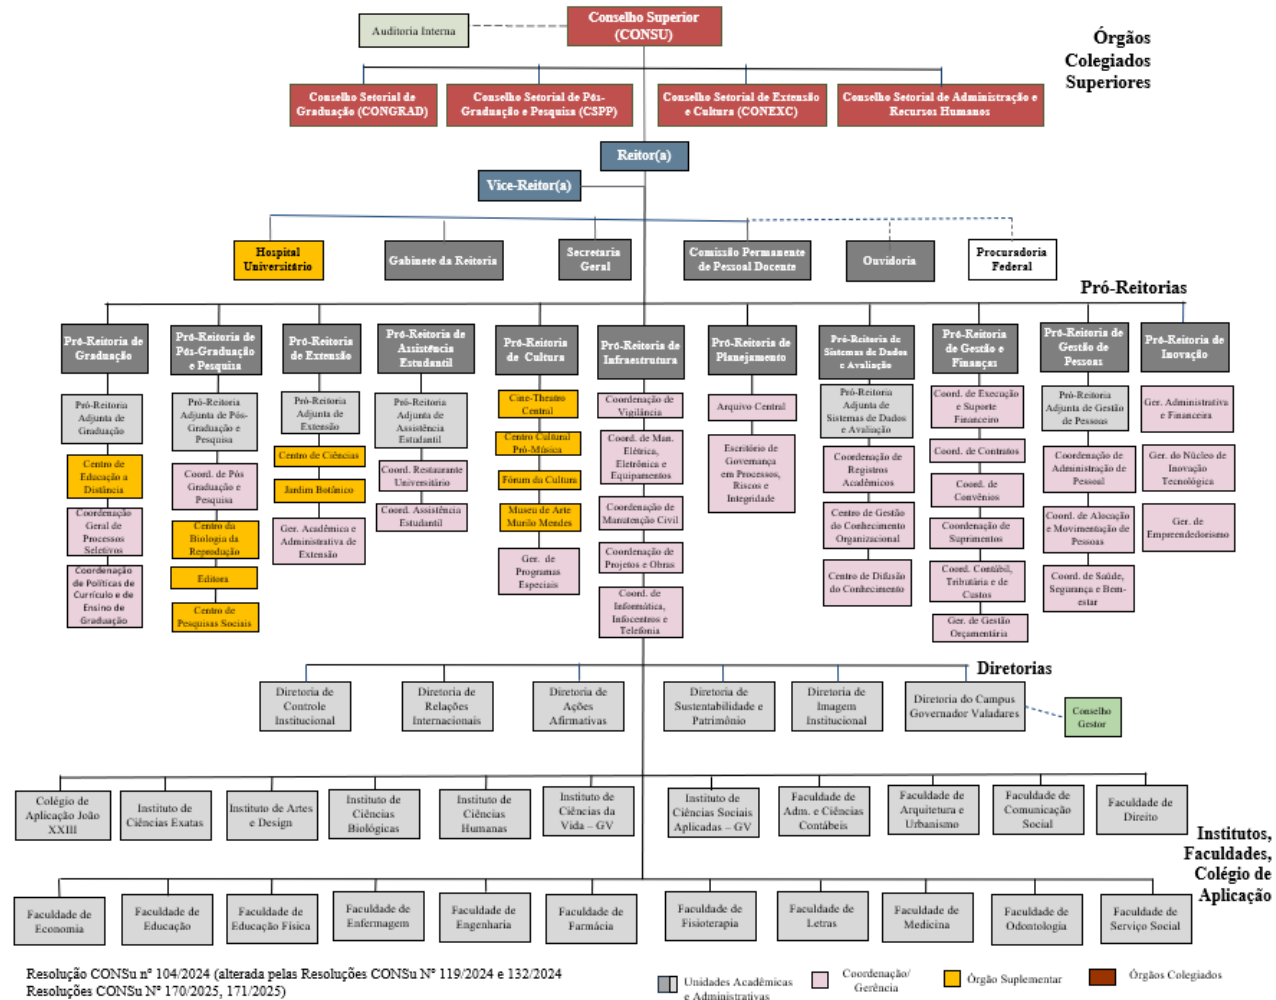 Auditoria Interna
Conselho Superior
(CONSU)
Órgãos
Colegiados
Superiores
Conselho Setorial de
Graduação (CONGRAD)
Conselho Setorial de Pós-
Graduação e Pesquisa (CSPP)
Conselho Setorial de Extensão
e Cultura (CONEXC)
Conselho Setorial de Administração e
Recursos Humanos
Reitor(a)
Vice-Reitor(a)
Hospital
Universitário
Gabinete da Reitoria
Secretaria
Geral
Comissão Permanente
de Pessoal Docente
Ouvidoria
Procuradoria
Federal
Pró-Reitorias
Pró-Reitoria de
Graduação
Pró-Reitoria de
Pós-Graduação
e Pesquisa
Pró-Reitoria
de Extensão
Pró-Reitoria de
Assistência
Estudantil
Pró-Reitoria
de Cultura
Pró-Reitoria de
Infraestrutura
Pró-Reitoria de
Planejamento
Pró-Reitoria de
Sistemas de Dados
e Avaliação
Pró-Reitoria
de Gestão e
Finanças
Pró-Reitoria de
Gestão de
Pessoas
Pró-Reitoria de
Inovação
Pró-Reitoria
Adjunta de
Graduação
Centro de
Educação a
Distância
Coordenação
Geral de
Processos
Seletivos
Coordenação
de Políticas de
Currículo e de
Ensino de
Graduação
Pró-Reitoria
Adjunta de Pós-
Graduação e
Pesquisa
Coord. de Pós
Graduação e
Pesquisa
Centro da
Biologia da
Reprodução
Editora
Centro de
Pesquisas Sociais
Pró-Reitoria
Adjunta de
Extensão
Centro de Ciências
Jardim Botânico
Ger. Acadêmica e
Administrativa de
Extensão
Pró-Reitoria
Adjunta de
Assistência
Estudantil
Coord. Restaurante
Universitário
Coord. Assistência
Estudantil
Cine-Theatro
Central
Centro Cultural
Pró-Música
Fórum da Cultura
Museu de Arte
Murilo Mendes
Ger. de
Programas
Especiais
Coordenação de
Vigilância
Coord. de Man.
Elétrica,
Eletrônica e
Equipamentos
Coordenação de
Manutenção Civil
Coordenação de
Projetos e Obras
Coord. de
Informática,
Infocentros e
Telefonia
Arquivo Central
Escritório de
Governança
em Processos,
Riscos e
Integridade
Pró-Reitoria
Adjunta de
Sistemas de Dados
e Avaliação
Coordenação de
Registros
Acadêmicos
Centro de Gestão
do Conhecimento
Organizacional
Centro de Difusão
do Conhecimento
Coord. de Execução
e Suporte
Financeiro
Coord. de Contratos
Coord. de
Convênios
Coordenação de
Suprimentos
Coord. Contábil,
Tributária e de
Custos
Ger. de Gestão
Orçamentária
Pró-Reitoria
Adjunta de Gestão
de Pessoas
Coordenação de
Administração de
Pessoal
Coord. de Alocação
e Movimentação de
Pessoas
Coord. de Saúde,
Segurança e Bem-
estar
Ger. Administrativa
e Financeira
Ger. do Núcleo de
Inovação
Tecnológica
Ger. de
Empreendedorismo
Diretorias
Diretoria de
Controle
Institucional
Diretoria de
Relações
Internacionais
Diretoria de
Ações
Afirmativas
Diretoria de
Sustentabilidade e
Patrimônio
Diretoria de
Imagem
Institucional
Diretoria do Campus
Governador Valadares
Conselho
Gestor
Colégio de
Aplicação João
XXIII
Instituto de
Ciências Exatas
Instituto de Artes
e Design
Instituto de
Ciências
Biológicas
Instituto de
Ciências
Humanas
Instituto de
Ciências da
Vida – GV
Instituto de
Ciências Sociais
Aplicadas – GV
Faculdade de
Adm. e Ciências
Contábeis
Faculdade de
Arquitetura e
Urbanismo
Faculdade de
Comunicação
Social
Faculdade de
Direito
Institutos,
Faculdades,
Colégio de
Aplicação
Faculdade de
Economia
Faculdade de
Educação
Faculdade de
Educação Física
Faculdade de
Enfermagem
Faculdade de
Engenharia
Faculdade de
Farmácia
Faculdade de
Fisioterapia
Faculdade de
Letras
Faculdade de
Medicina
Faculdade de
Odontologia
Faculdade de
Serviço Social
Resolução CONSu nº 104/2024 (alterada pelas Resoluções CONSu Nº 119/2024 e 132/2024
Resoluções CONSu Nº 170/2025, 171/2025)
Unidades Acadêmicas
e Administrativas
Coordenação/
Gerência
Órgão Suplementar
Órgãos Colegiados